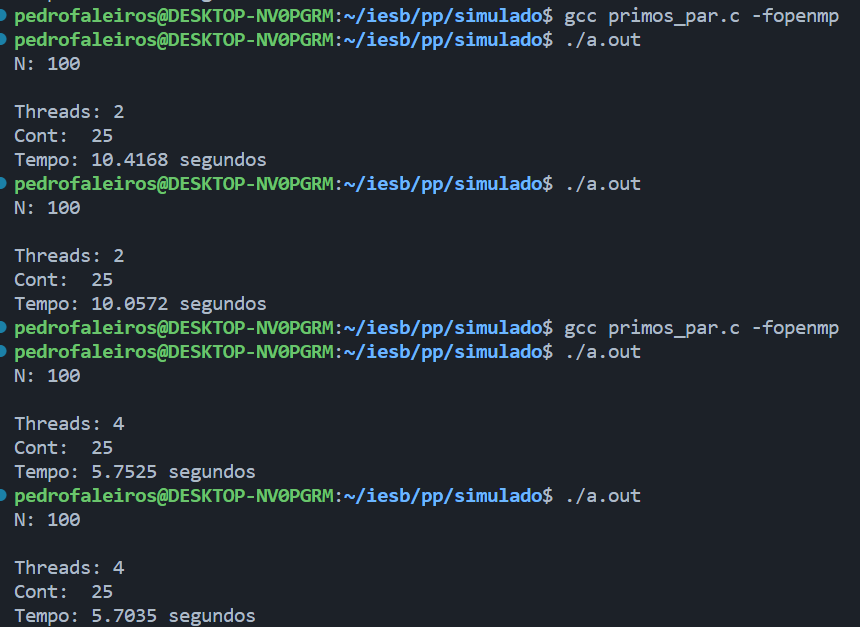 pedrofaleiros@DESKTOP-NV0PGRM:~/iesb/pp/simulado$ gcc primos_par.c -fopenmp
pedrofaleiros@DESKTOP-NV0PGRM:~/iesb/pp/simulado$ ./a.out
N: 100

Threads: 2
Cont:  25
Tempo: 10.4168 segundos
pedrofaleiros@DESKTOP-NV0PGRM:~/iesb/pp/simulado$ ./a.out
N: 100

Threads: 2
Cont:  25
Tempo: 10.0572 segundos
pedrofaleiros@DESKTOP-NV0PGRM:~/iesb/pp/simulado$ gcc primos_par.c -fopenmp
pedrofaleiros@DESKTOP-NV0PGRM:~/iesb/pp/simulado$ ./a.out
N: 100

Threads: 4
Cont:  25
Tempo: 5.7525 segundos
pedrofaleiros@DESKTOP-NV0PGRM:~/iesb/pp/simulado$ ./a.out
N: 100

Threads: 4
Cont:  25
Tempo: 5.7035 segundos